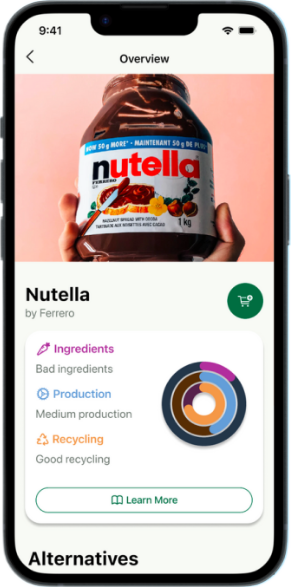 9:41
Overview
NOW 50 g MORE* • MAINTENANT 50 g DE PLUS
nutella
FERRERO
HAZELNUT SPREAD WITH COCOA
TARTINADE AUX NOISETTES AVEC CACAO
1 kg
Nutella
by Ferrero
Ingredients
Bad ingredients
Production
Medium production
Recycling
Good recycling
Learn More
Alternatives